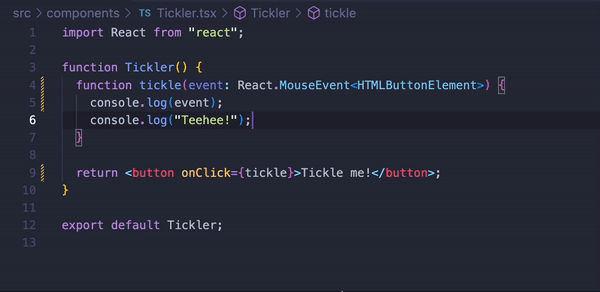 src > components > TS Tickler.tsx > Tickler > tickle
1 import React from "react";
2
3 function Tickler() {
4   function tickle(event: React.MouseEvent<HTMLButtonElement>) {
5     console.log(event);
6     console.log("Teehee!");
7   }
8
9   return <button onClick={tickle}>Tickle me!</button>;
10 }
11
12 export default Tickler;
13